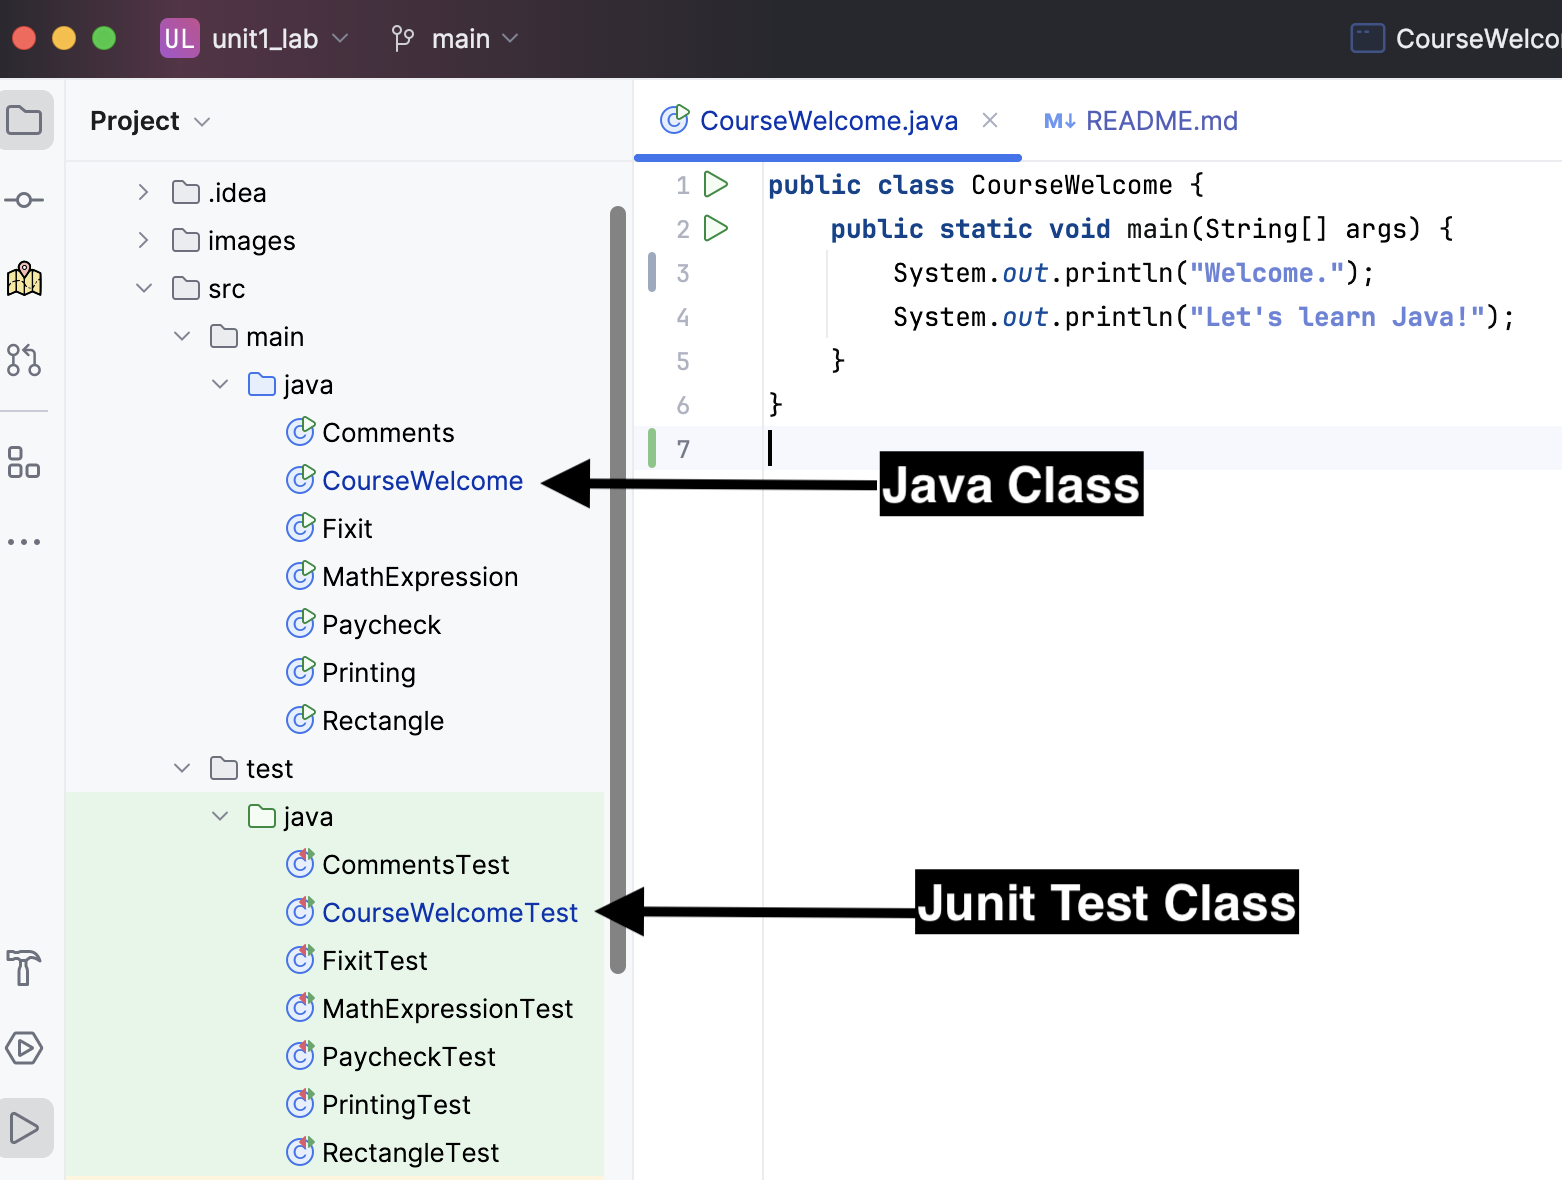 UL unit1_lab main CourseWelco
Project
CourseWelcome.java
M↓ README.md
.idea
images
src
main
java
Comments
CourseWelcome
Fixit
MathExpression
Paycheck
Printing
Rectangle
test
java
CommentsTest
CourseWelcomeTest
FixitTest
MathExpressionTest
PaycheckTest
PrintingTest
RectangleTest
1 public class CourseWelcome {
2 public static void main(String[] args) {
3 System.out.println("Welcome.");
4 System.out.println("Let's learn Java!");
5 }
6 }
7
Java Class
Junit Test Class